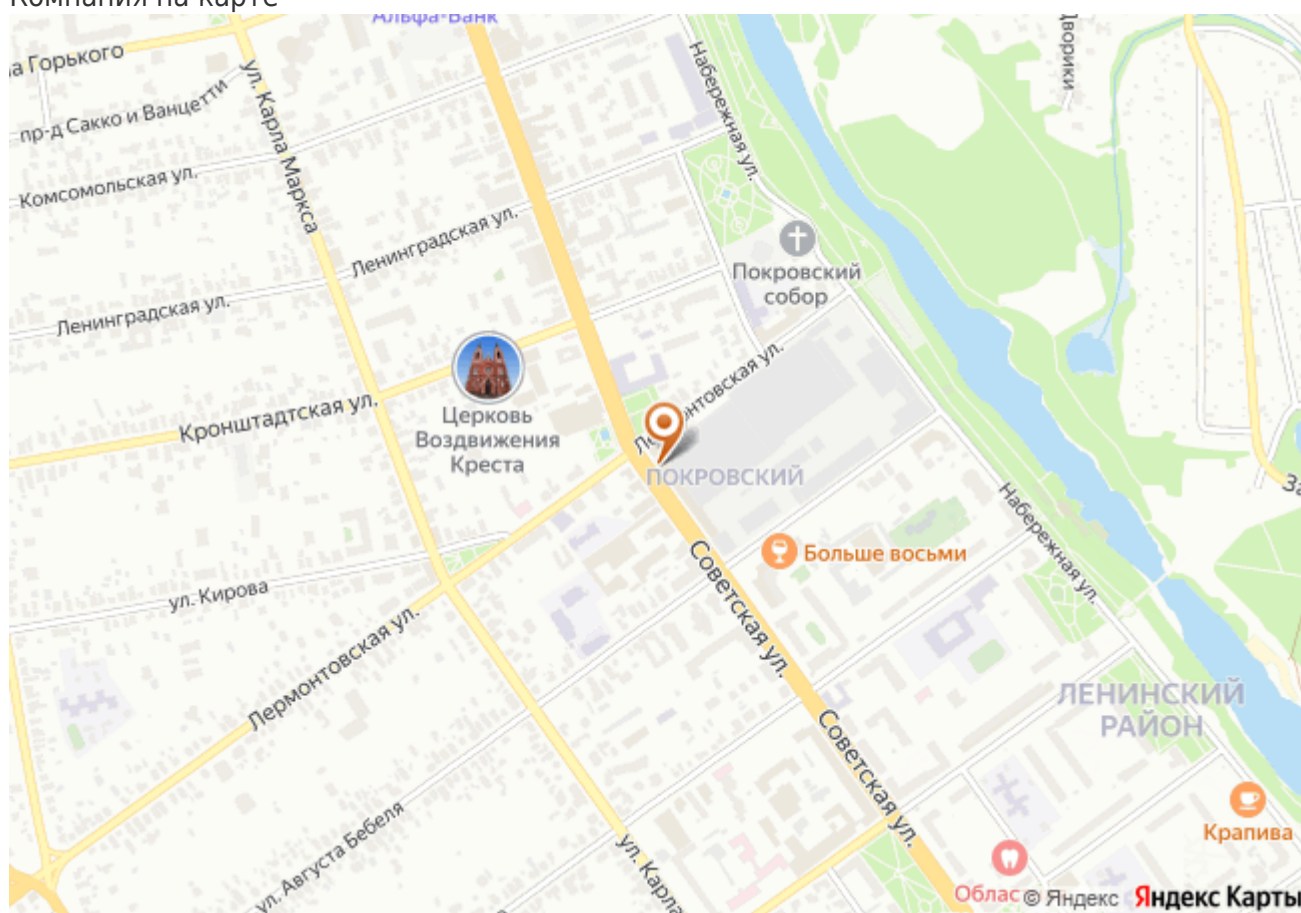 Компания на карте
Альфа-Банк
а Горького
пр-д Сакко и Ванцетти
ул. Карла Маркса
Комсомольская ул.
Набережная ул.
Дворики
Ленинградская ул.
Ленинградская ул.
Покровский
собор
Кронштадтская ул.
Церковь
Воздвижения
Креста
Лермонтовская ул.
ПОКРОВСКИЙ
За
Больше восьми
Набережная ул.
Советская ул.
ул. Кирова
Лермонтовская ул.
ЛЕНИНСКИЙ
РАЙОН
Советская ул.
ул. Августа Бебеля
ул. Карла
Крапива
Облас
© Яндекс Яндекс Карты